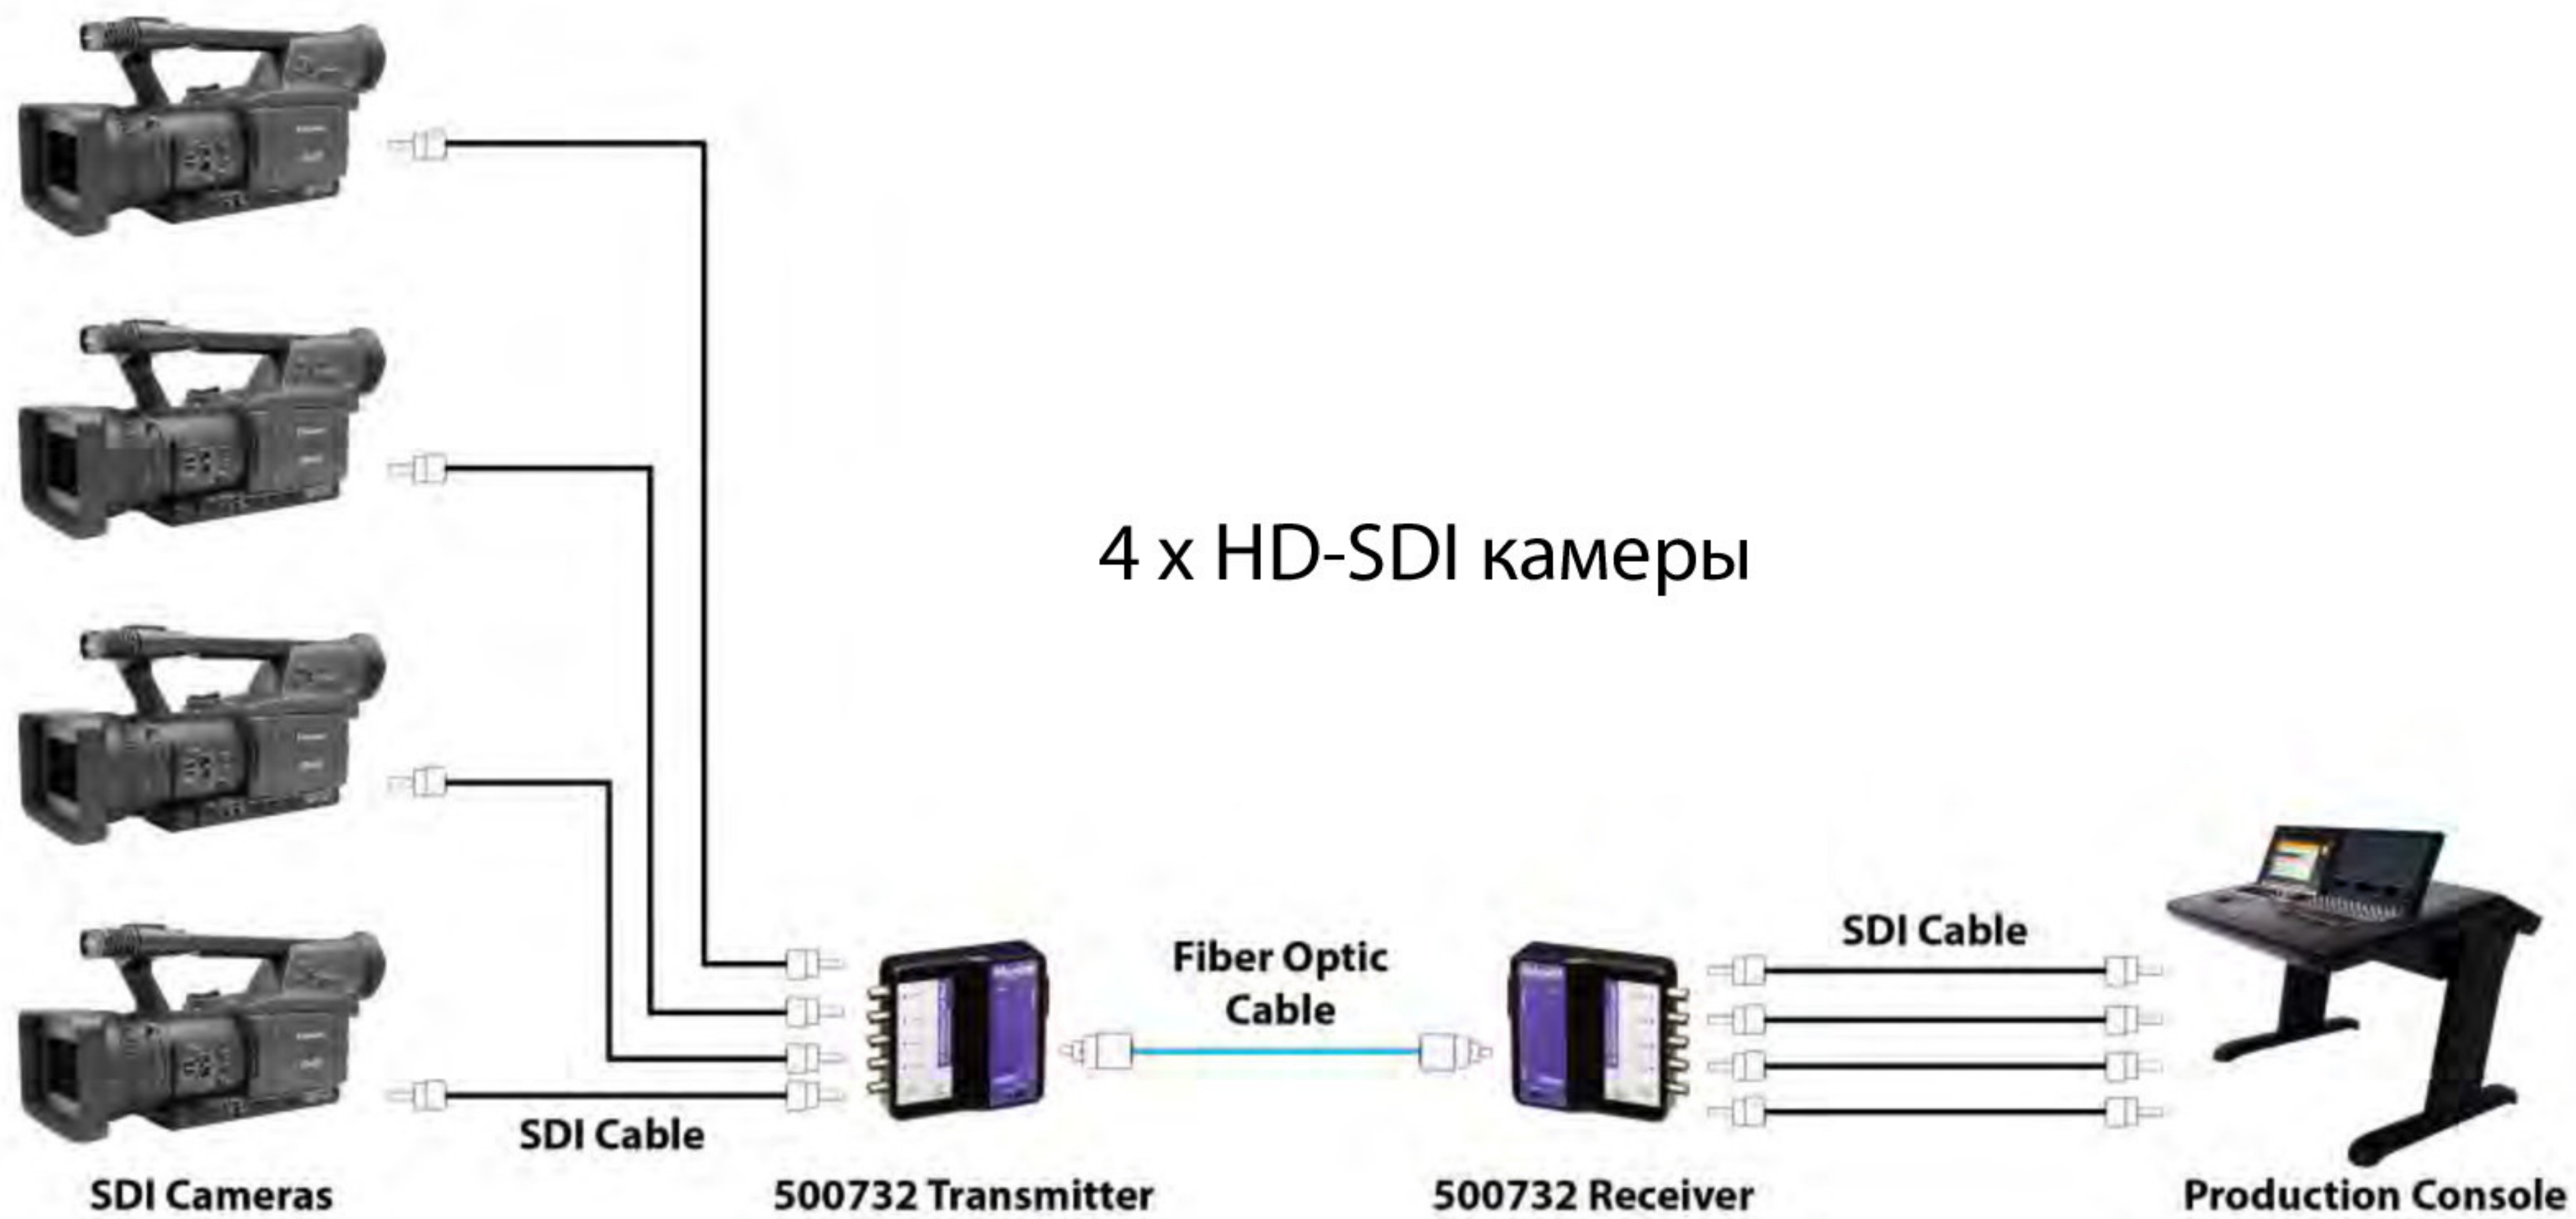 4 x HD-SDI камеры
SDI Cable
Fiber Optic
Cable
SDI Cable
SDI Cameras
500732 Transmitter
500732 Receiver
Production Console